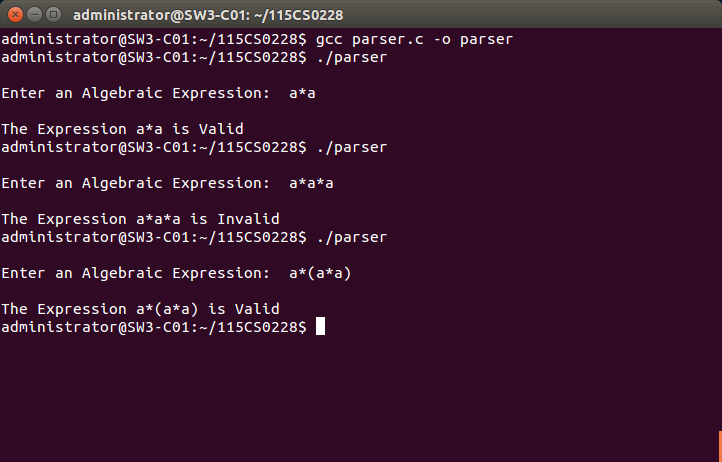 administrator@SW3-C01: ~/115CS0228
administrator@SW3-C01:~/115CS0228$ gcc parser.c -o parser
administrator@SW3-C01:~/115CS0228$ ./parser
Enter an Algebraic Expression:  a*a
The Expression a*a is Valid
administrator@SW3-C01:~/115CS0228$ ./parser
Enter an Algebraic Expression:  a*a*a
The Expression a*a*a is Invalid
administrator@SW3-C01:~/115CS0228$ ./parser
Enter an Algebraic Expression:  a*(a*a)
The Expression a*(a*a) is Valid
administrator@SW3-C01:~/115CS0228$